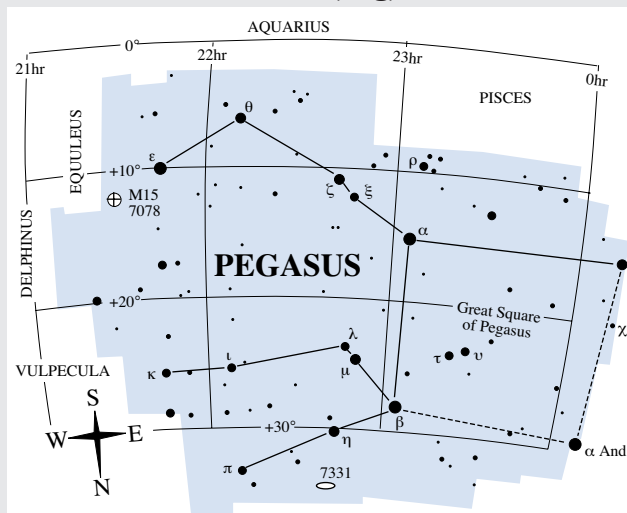 AQUARIUS
0°
21hr
22hr
23hr
0hr
PISCES
EQUULEUS
θ
ε
+10°
ρ
M15
7078
ζ
ξ
DELPHINUS
α
PEGASUS
+20°
Great Square
of Pegasus
χ
λ
μ
τ
υ
ι
κ
VULPECULA
S
W
E
N
+30°
β
η
α And
π
7331